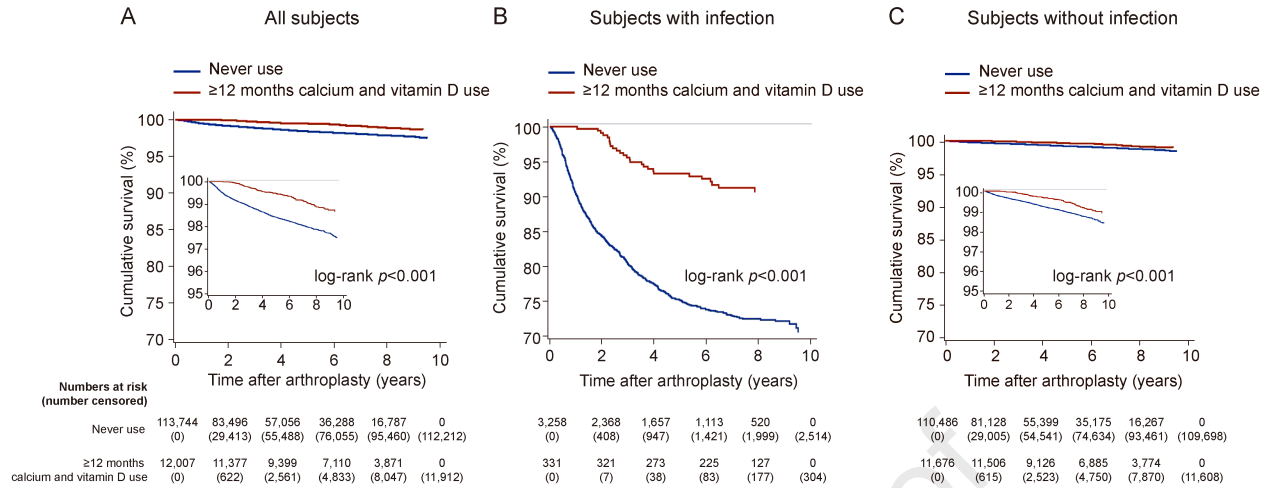 A All subjects
Never use
≥12 months calcium and vitamin D use
Cumulative survival (%)
100
95
90
85
80
75
70
100
99
98
97
96
95
0 2 4 6 8 10
log-rank p<0.001
0 2 4 6 8 10
Time after arthroplasty (years)
B Subjects with infection
Never use
≥12 months calcium and vitamin D use
Cumulative survival (%)
100
95
90
85
80
75
70
log-rank p<0.001
0 2 4 6 8 10
Time after arthroplasty (years)
C Subjects without infection
Never use
≥12 months calcium and vitamin D use
Cumulative survival (%)
100
95
90
85
80
75
70
100
99
98
97
96
95
0 2 4 6 8 10
log-rank p<0.001
0 2 4 6 8 10
Time after arthroplasty (years)
Numbers at risk
(number censored)
Never use
113,744 83,496 57,056 36,288 16,787 0
(0) (29,413) (55,488) (76,055) (95,460) (112,212)
3,258 2,368 1,657 1,113 520 0
(0) (408) (947) (1,421) (1,999) (2,514)
110,486 81,128 55,399 35,175 16,267 0
(0) (29,005) (54,541) (74,634) (93,461) (109,698)
≥12 months
calcium and vitamin D use
12,007 11,377 9,399 7,110 3,871 0
(0) (622) (2,561) (4,833) (8,047) (11,912)
331 321 273 225 127 0
(0) (7) (38) (83) (177) (304)
11,676 11,506 9,126 6,885 3,774 0
(0) (615) (2,523) (4,750) (7,870) (11,608)